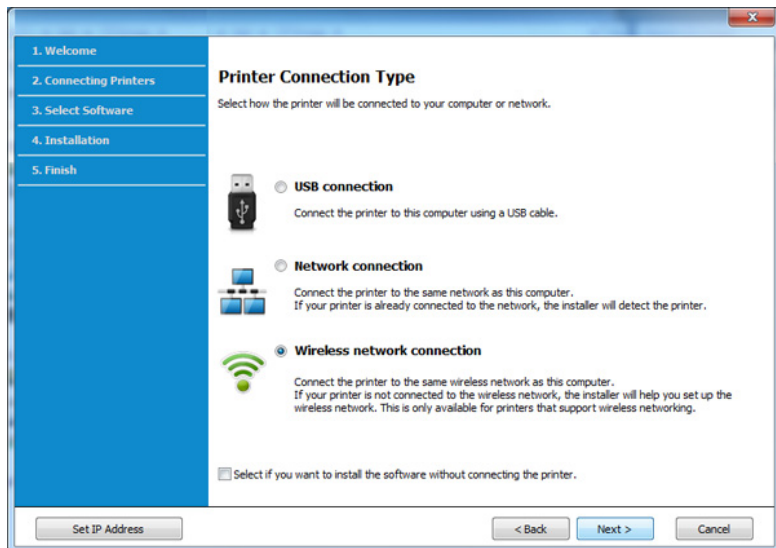 1. Welcome
2. Connecting Printers
3. Select Software
4. Installation
5. Finish
Printer Connection Type
Select how the printer will be connected to your computer or network.
USB connection
Connect the printer to this computer using a USB cable.
Network connection
Connect the printer to the same network as this computer.
If your printer is already connected to the network, the installer will detect the printer.
Wireless network connection
Connect the printer to the same wireless network as this computer.
If your printer is not connected to the wireless network, the installer will help you set up the
wireless network. This is only available for printers that support wireless networking.
Select if you want to install the software without connecting the printer.
Set IP Address
< Back
Next >
Cancel